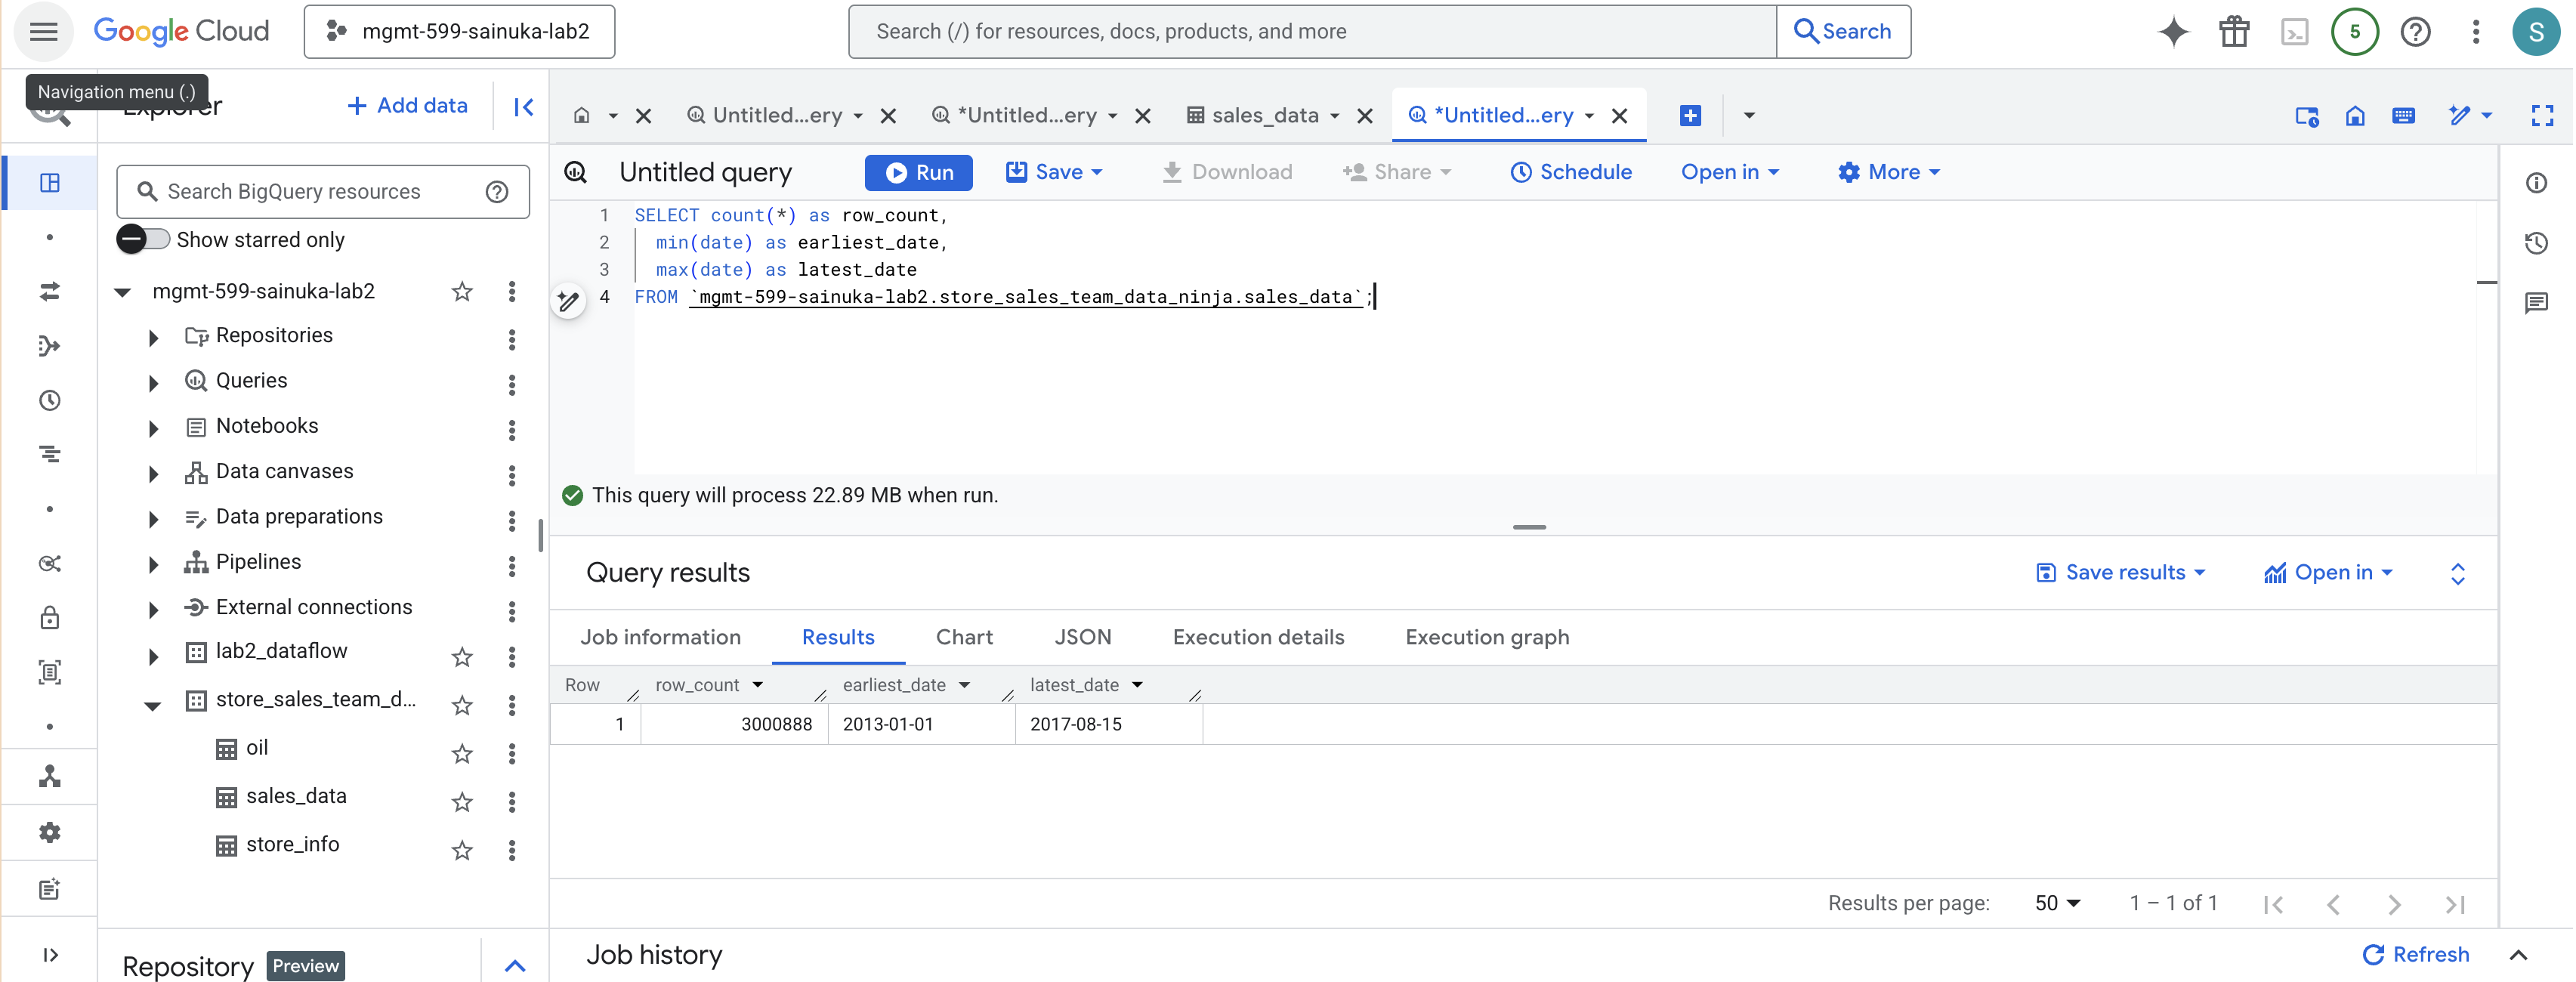 Google Cloud
mgmt-599-sainuka-lab2
Search (/) for resources, docs, products, and more
Search
5
S
Navigation menu (.)
Explorer
+ Add data
Untitled...ery
*Untitled...ery
sales_data
*Untitled...ery
Search BigQuery resources
Show starred only
mgmt-599-sainuka-lab2
Repositories
Queries
Notebooks
Data canvases
Data preparations
Pipelines
External connections
lab2_dataflow
store_sales_team_d...
oil
sales_data
store_info
Repository Preview
Untitled query
Run
Save
Download
Share
Schedule
Open in
More
1 SELECT count(*) as row_count,
2 min(date) as earliest_date,
3 max(date) as latest_date
4 FROM `mgmt-599-sainuka-lab2.store_sales_team_data_ninja.sales_data`;
This query will process 22.89 MB when run.
Query results
Save results
Open in
Job information Results Chart JSON Execution details Execution graph
Row row_count earliest_date latest_date
1 3000888 2013-01-01 2017-08-15
Results per page: 50 1 – 1 of 1
Job history
Refresh